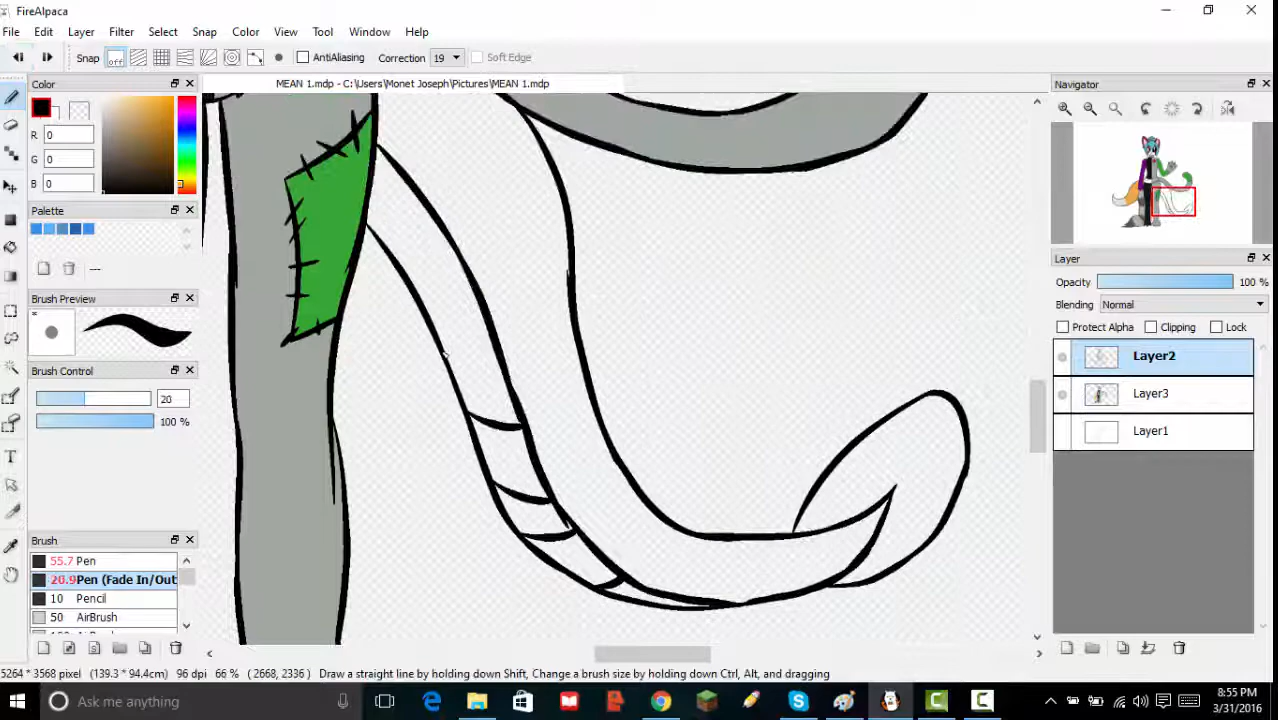 FireAlpaca
File Edit Layer Filter Select Snap Color View Tool Window Help
Snap off AntiAliasing Correction 19 Soft Edge
Color
MEAN 1.mdp - C:\Users\Monet Joseph\Pictures\MEAN 1.mdp
Navigator
R 0
G 0
B 0
Palette
---
Layer
Opacity 100 %
Brush Preview
Blending Normal
Protect Alpha Clipping Lock
Layer2
Brush Control
Layer3
20
100 %
Layer1
Brush
55.7 Pen
20.9 Pen (Fade In/Out
10 Pencil
50 AirBrush
5264 * 3568 pixel (139.3 * 94.4cm) 96 dpi 66 % (2668, 2336) Draw a straight line by holding down Shift, Change a brush size by holding down Ctrl, Alt, and dragging
Ask me anything
8:55 PM
3/31/2016